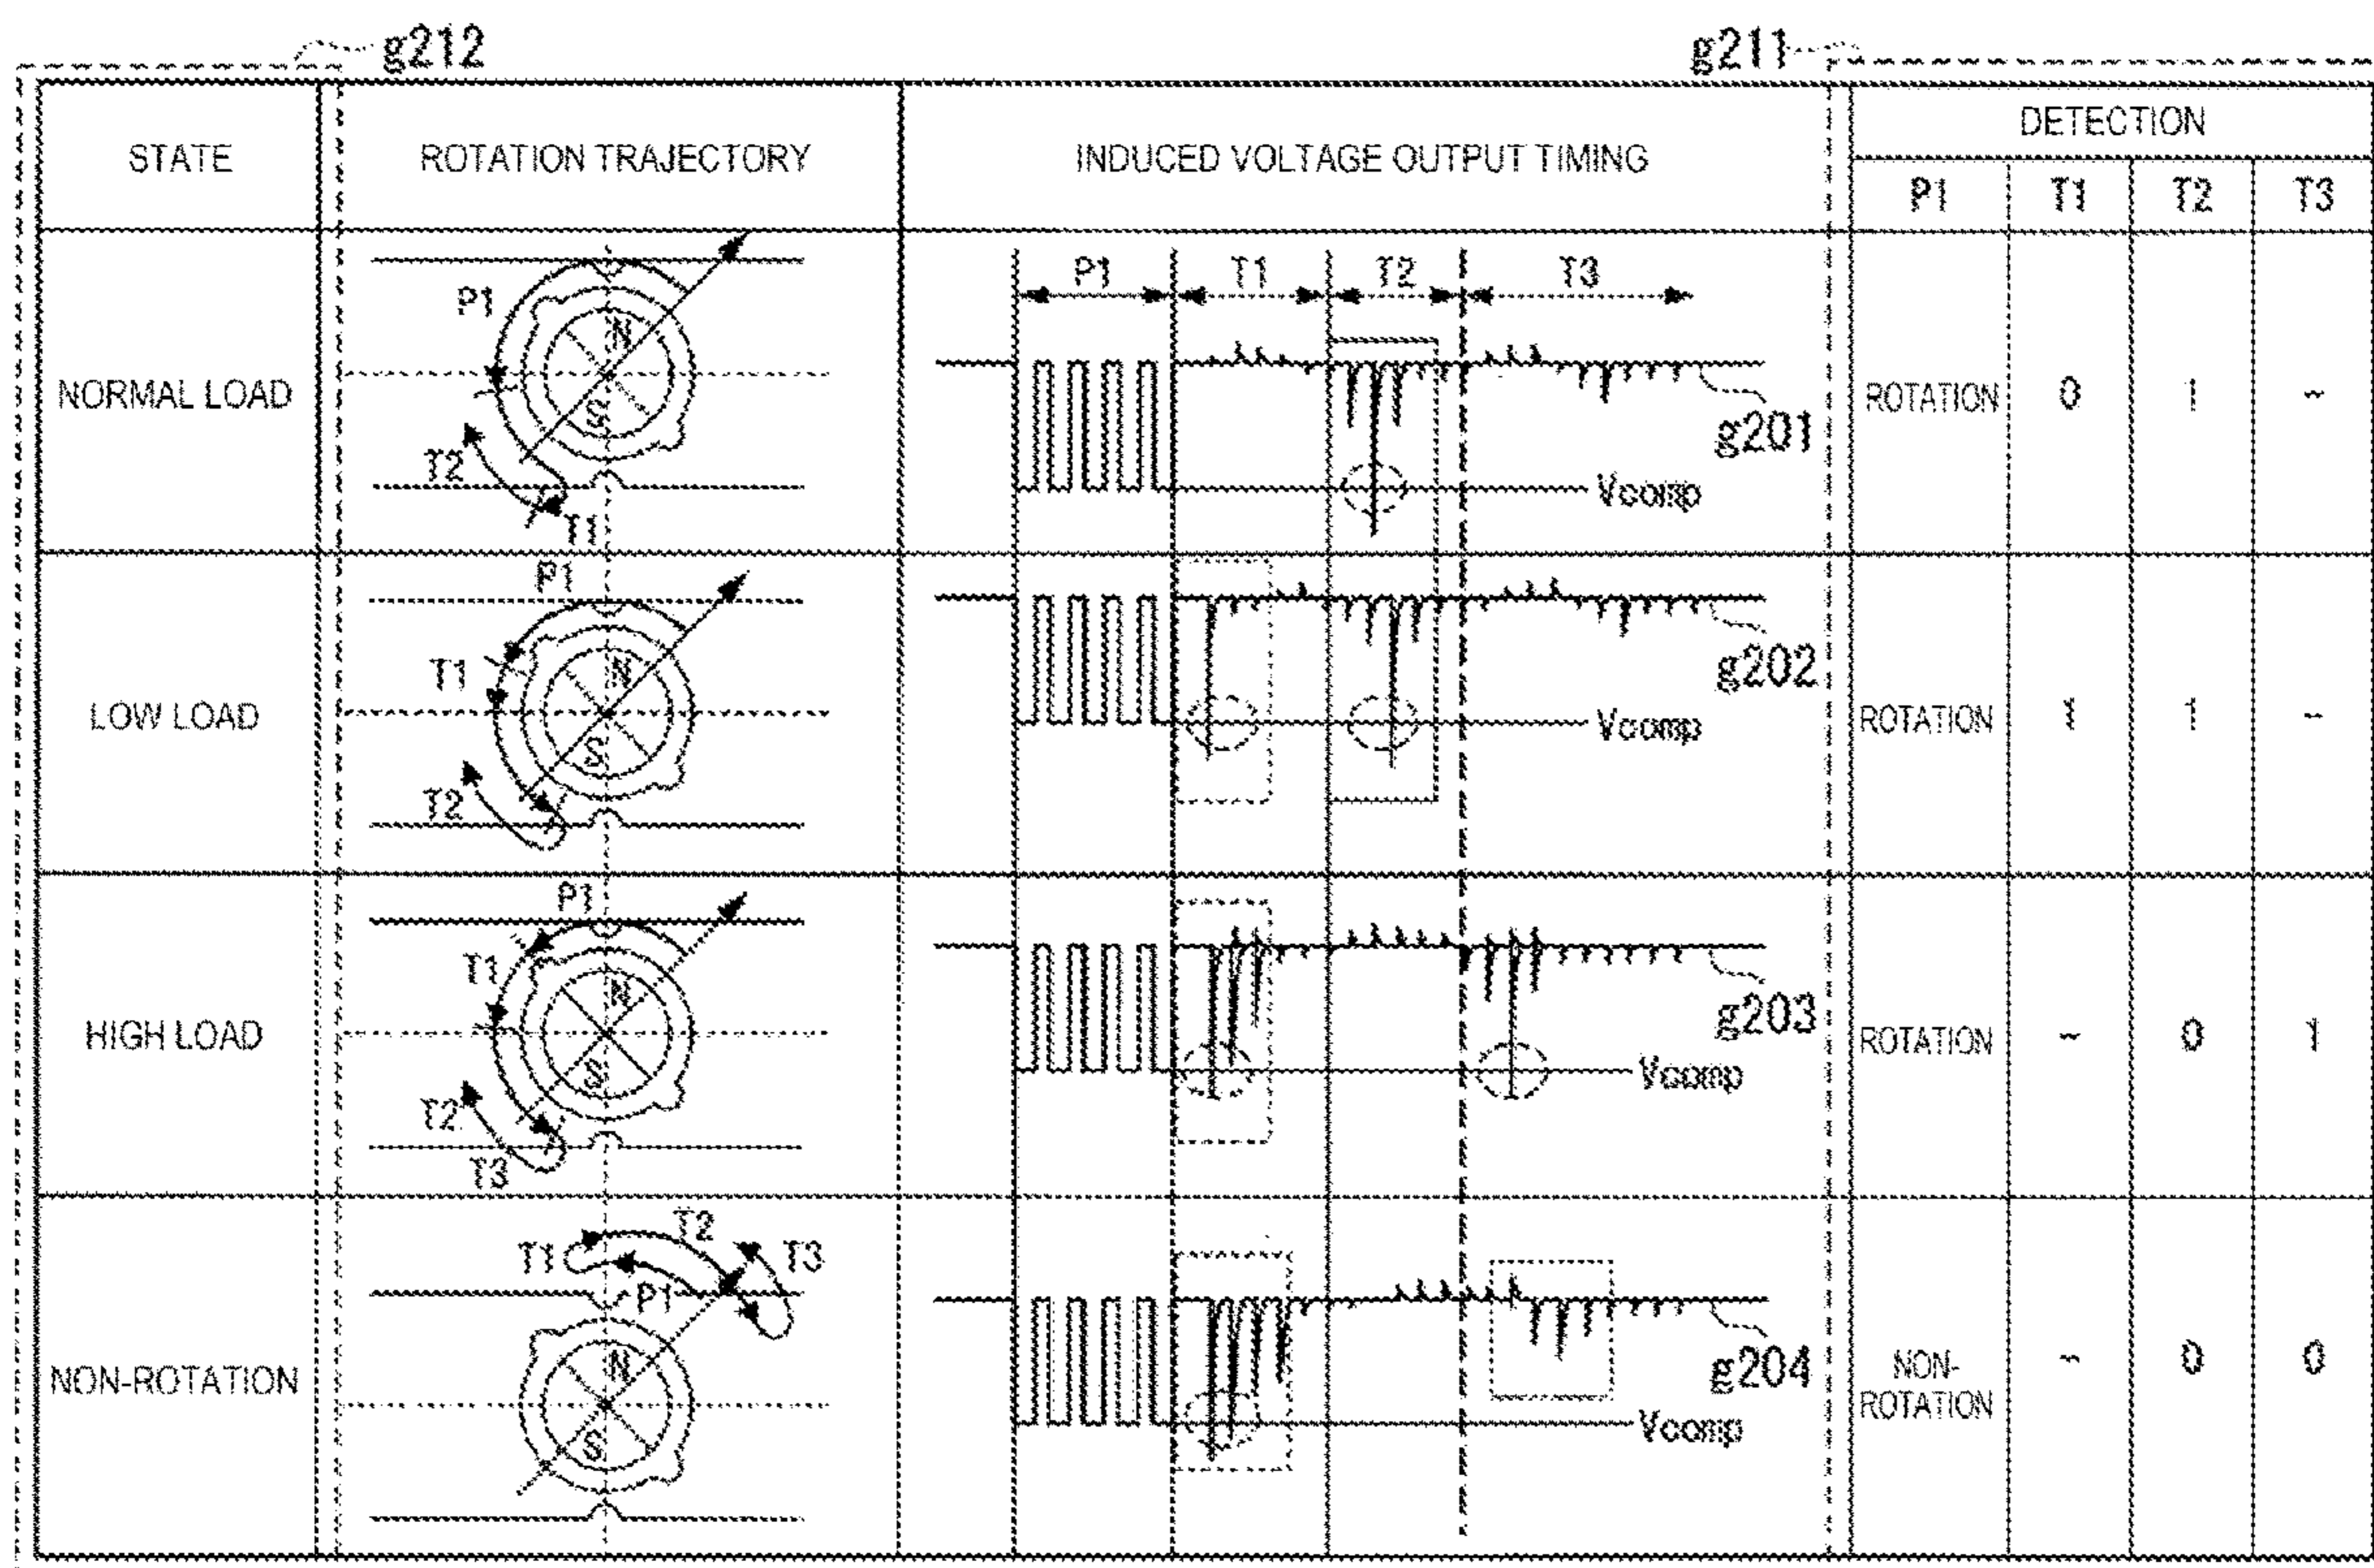 g212
g211
STATE
ROTATION TRAJECTORY
INDUCED VOLTAGE OUTPUT TIMING
DETECTION
P1 T1 T2 T3
NORMAL LOAD
P1
N
S
T2
T1
P1 T1 T2 T3
g201
Vcomp
ROTATION 0 1 -
LOW LOAD
P1
T1
N
S
T2
g202
Vcomp
ROTATION 1 1 -
HIGH LOAD
P1
T1
N
S
T2
T3
g203
Vcomp
ROTATION - 0 1
NON-ROTATION
T2
T1
T3
P1
N
S
g204
Vcomp
NON-
ROTATION
- 0 0